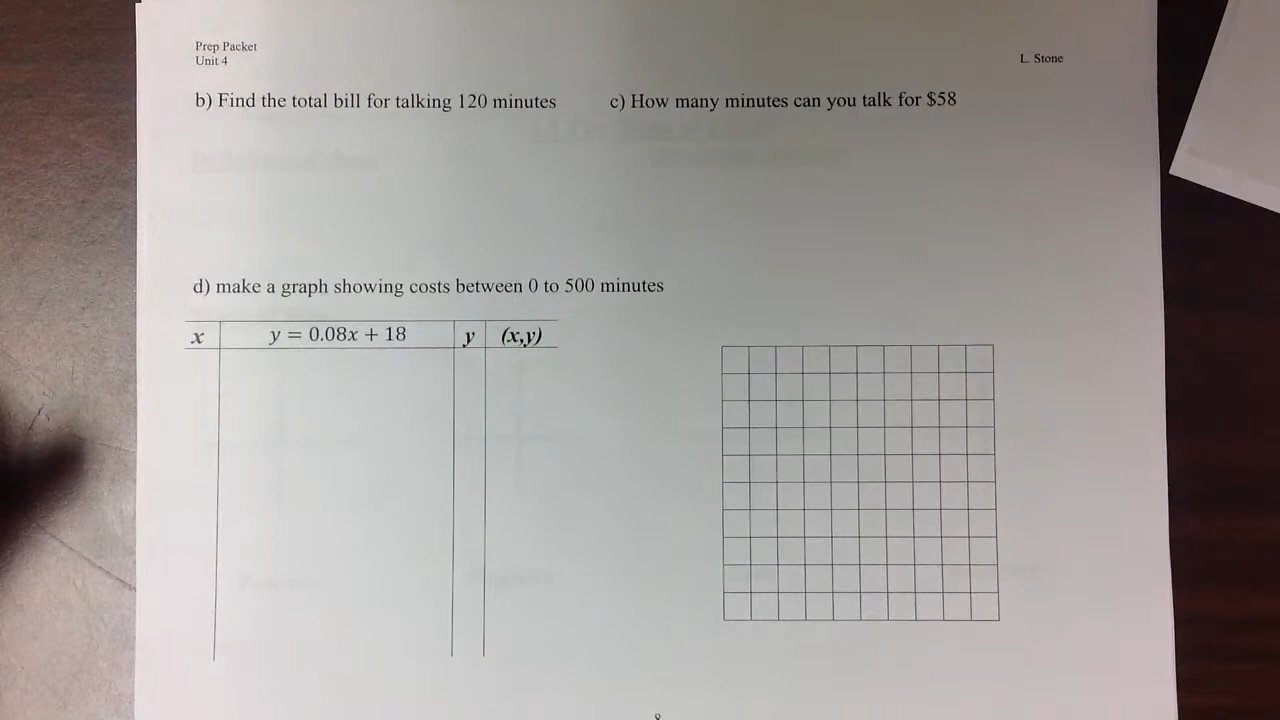 Prep Packet
Unit 4
L. Stone
b) Find the total bill for talking 120 minutes
c) How many minutes can you talk for $58
d) make a graph showing costs between 0 to 500 minutes
x y = 0.08x + 18 y (x,y)